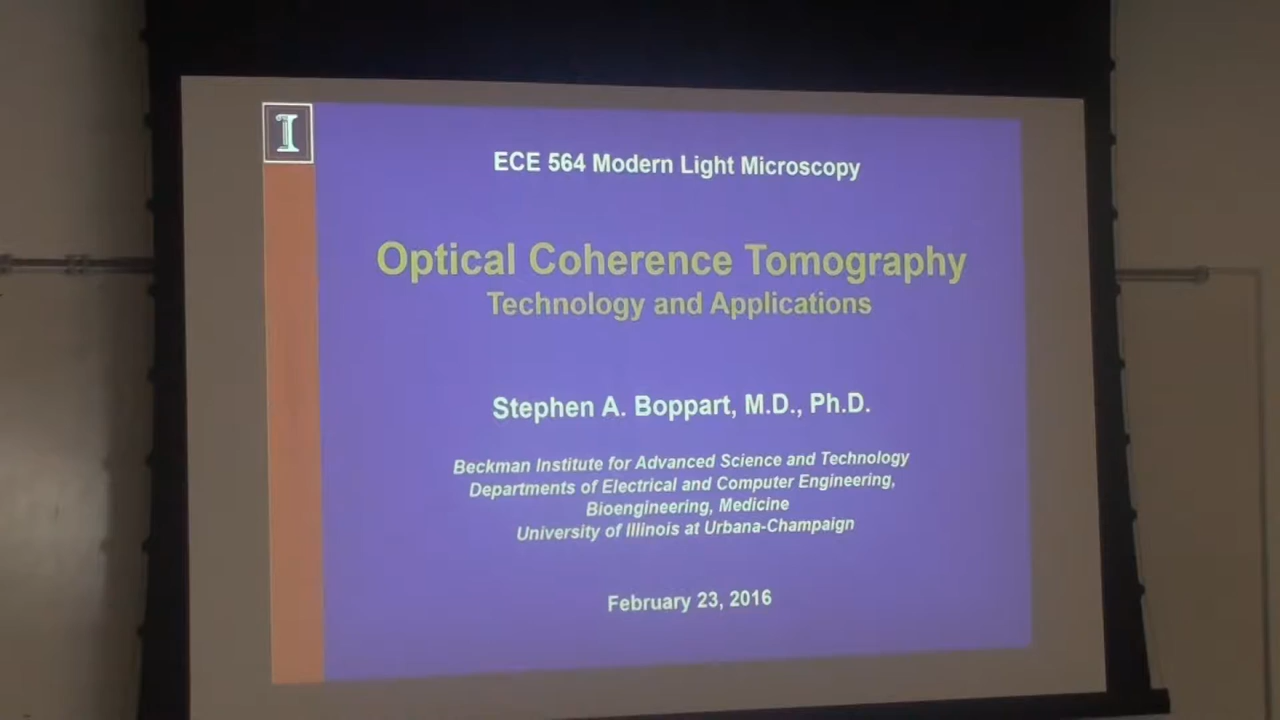 I
ECE 564 Modern Light Microscopy
Optical Coherence Tomography
Technology and Applications
Stephen A. Boppart, M.D., Ph.D.
Beckman Institute for Advanced Science and Technology
Departments of Electrical and Computer Engineering,
Bioengineering, Medicine
University of Illinois at Urbana-Champaign
February 23, 2016